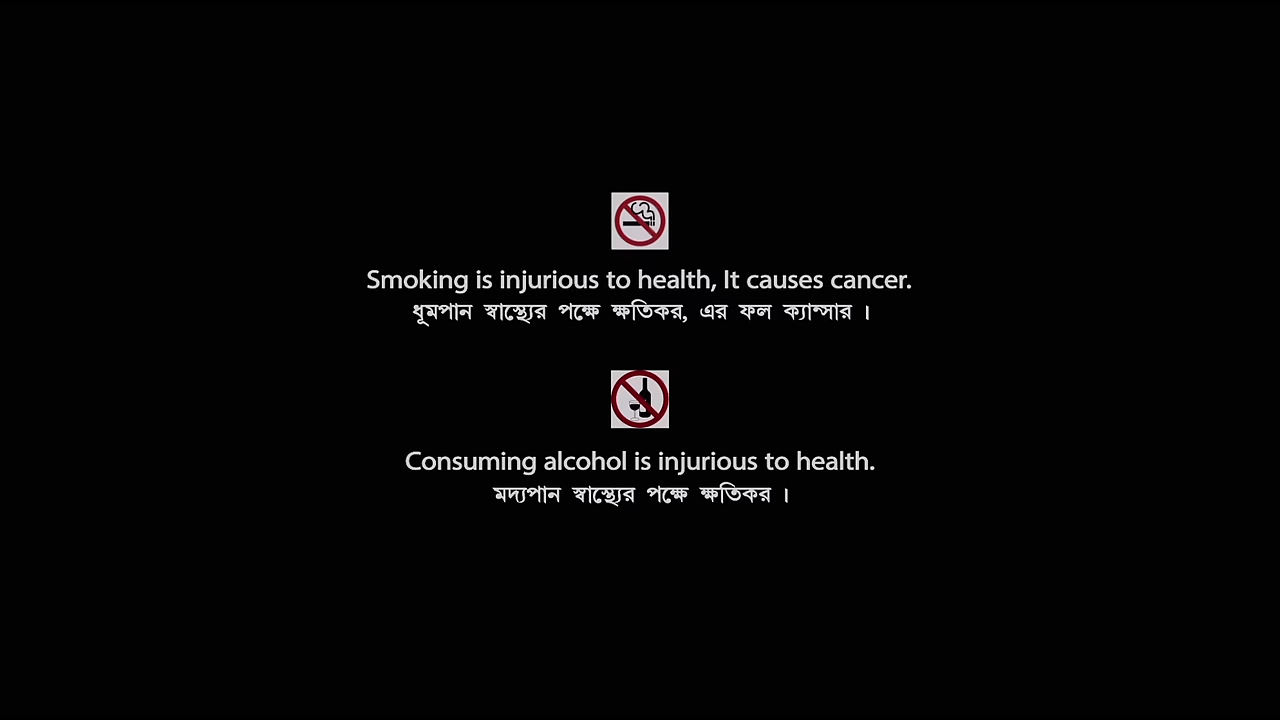 Smoking is injurious to health, It causes cancer.
ধূমপান স্বাস্থ্যের পক্ষে ক্ষতিকর, এর ফল ক্যান্সার ।
Consuming alcohol is injurious to health.
মদ্যপান স্বাস্থ্যের পক্ষে ক্ষতিকর ।